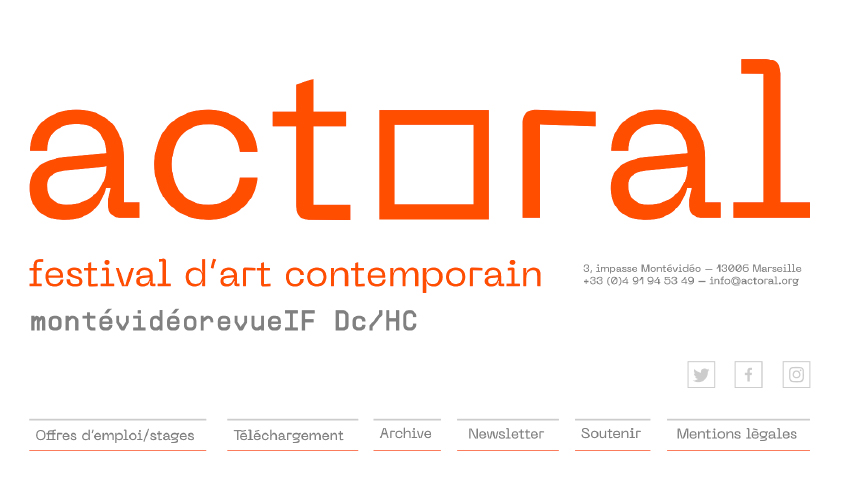 actoral
festival d'art contemporain
3, impasse Montévidéo – 13006 Marseille
+33 (0)4 91 94 53 49 – info@actoral.org
montévidéorevueIF Dc/HC
Offres d'emploi/stages
Téléchargement
Archive
Newsletter
Soutenir
Mentions lègales